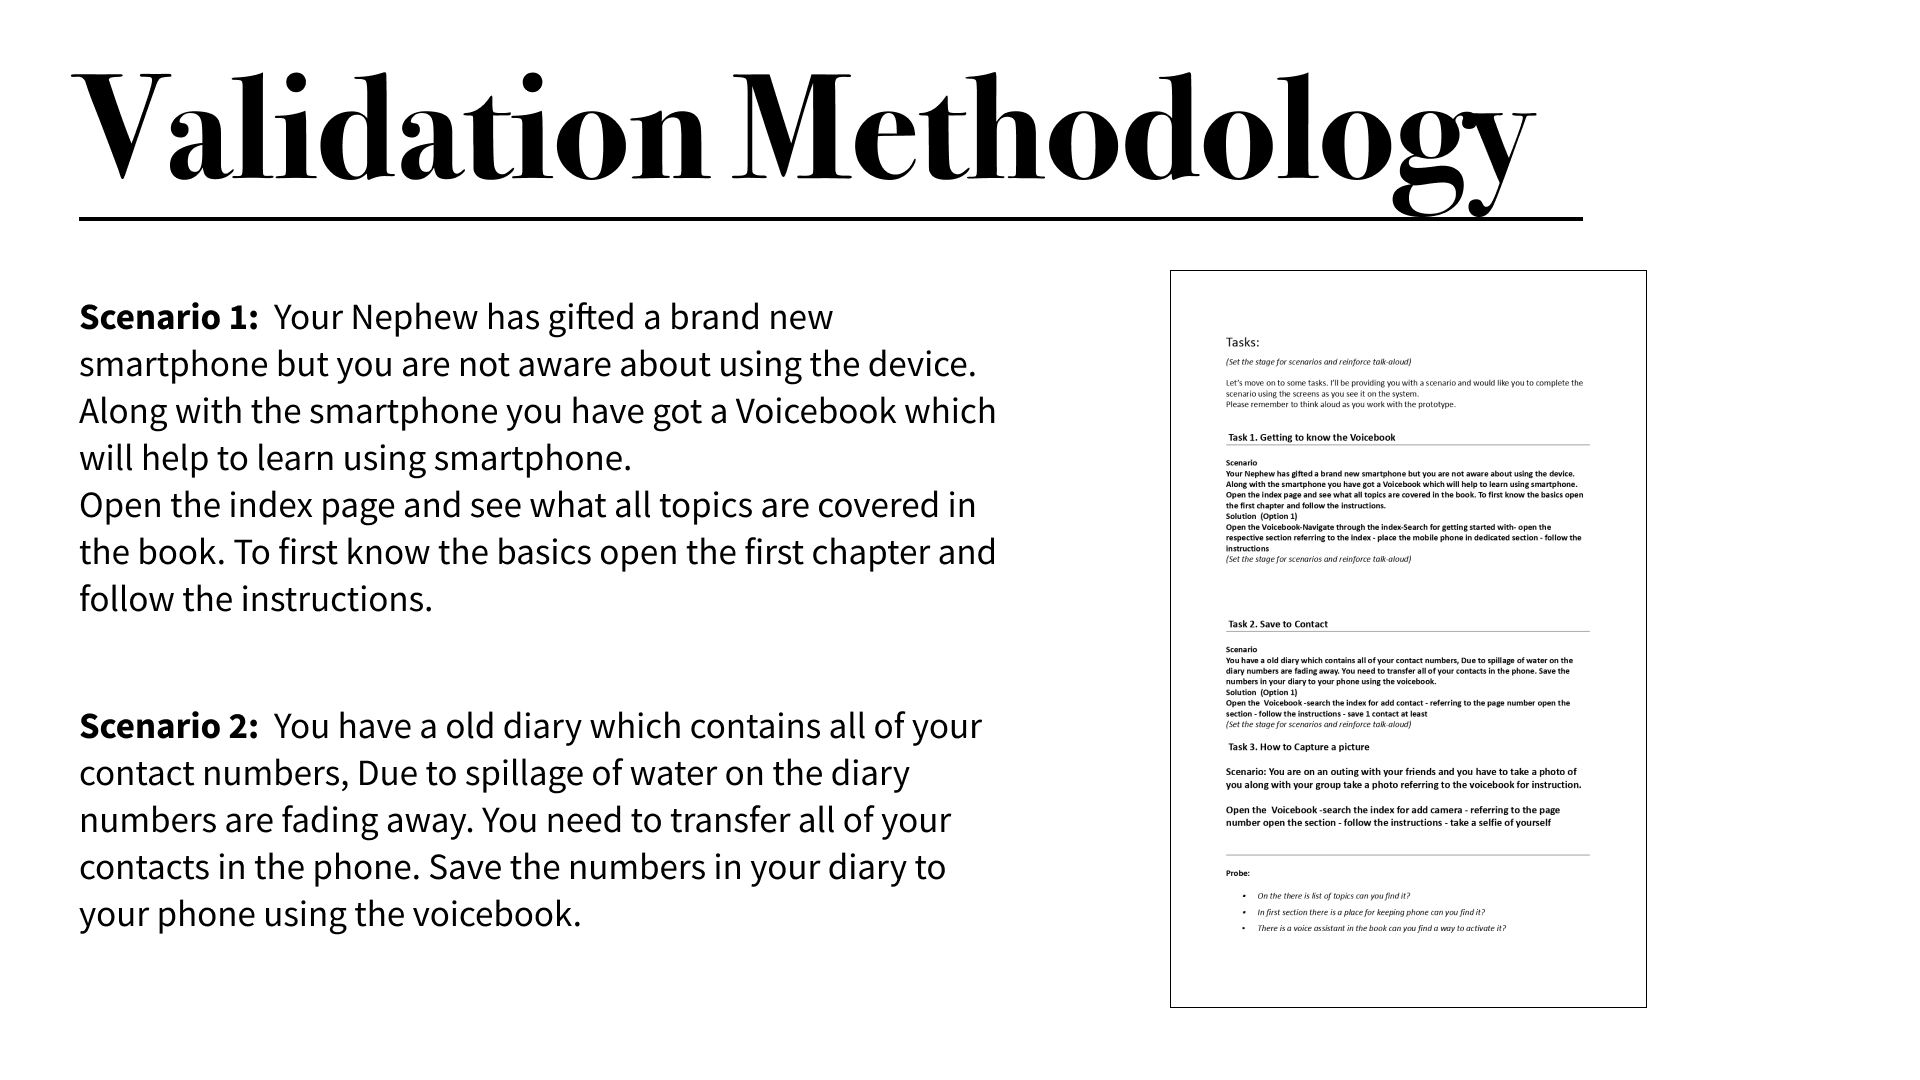 Validation Methodology
Scenario 1:  Your Nephew has gifted a brand new
smartphone but you are not aware about using the device.
Along with the smartphone you have got a Voicebook which
will help to learn using smartphone.
Open the index page and see what all topics are covered in
the book. To first know the basics open the first chapter and
follow the instructions.
Scenario 2:  You have a old diary which contains all of your
contact numbers, Due to spillage of water on the diary
numbers are fading away. You need to transfer all of your
contacts in the phone. Save the numbers in your diary to
your phone using the voicebook.
Tasks:
(Set the stage for scenarios and reinforce talk-aloud)
Let's move on to some tasks. I'll be providing you with a scenario and would like you to complete the
scenario using the screens as you see it on the system.
Please remember to think aloud as you work with the prototype.
Task 1. Getting to know the Voicebook
Scenario
Your Nephew has gifted a brand new smartphone but you are not aware about using the device.
Along with the smartphone you have got a Voicebook which will help to learn using smartphone.
Open the index page and see what all topics are covered in the book. To first know the basics open
the first chapter and follow the instructions.
Solution  (Option 1)
Open the Voicebook-Navigate through the index-Search for getting started with- open the
respective section referring to the index - place the mobile phone in dedicated section - follow the
instructions
(Set the stage for scenarios and reinforce talk-aloud)
Task 2. Save to Contact
Scenario
You have a old diary which contains all of your contact numbers, Due to spillage of water on the
diary numbers are fading away. You need to transfer all of your contacts in the phone. Save the
numbers in your diary to your phone using the voicebook.
Solution  (Option 1)
Open the  Voicebook -search the index for add contact - referring to the page number open the
section - follow the instructions - save 1 contact at least
(Set the stage for scenarios and reinforce talk-aloud)
Task 3. How to Capture a picture
Scenario: You are on an outing with your friends and you have to take a photo of
you along with your group take a photo referring to the voicebook for instruction.
Open the  Voicebook -search the index for add camera - referring to the page
number open the section - follow the instructions - take a selfie of yourself
Probe:
• On the there is list of topics can you find it?
• In first section there is a place for keeping phone can you find it?
• There is a voice assistant in the book can you find a way to activate it?